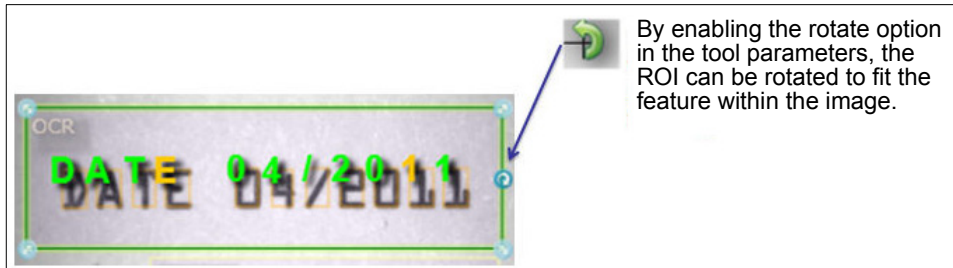 By enabling the rotate option
in the tool parameters, the
ROI can be rotated to fit the
feature within the image.
OCR
DATE 04/2011
DATE 04/2011